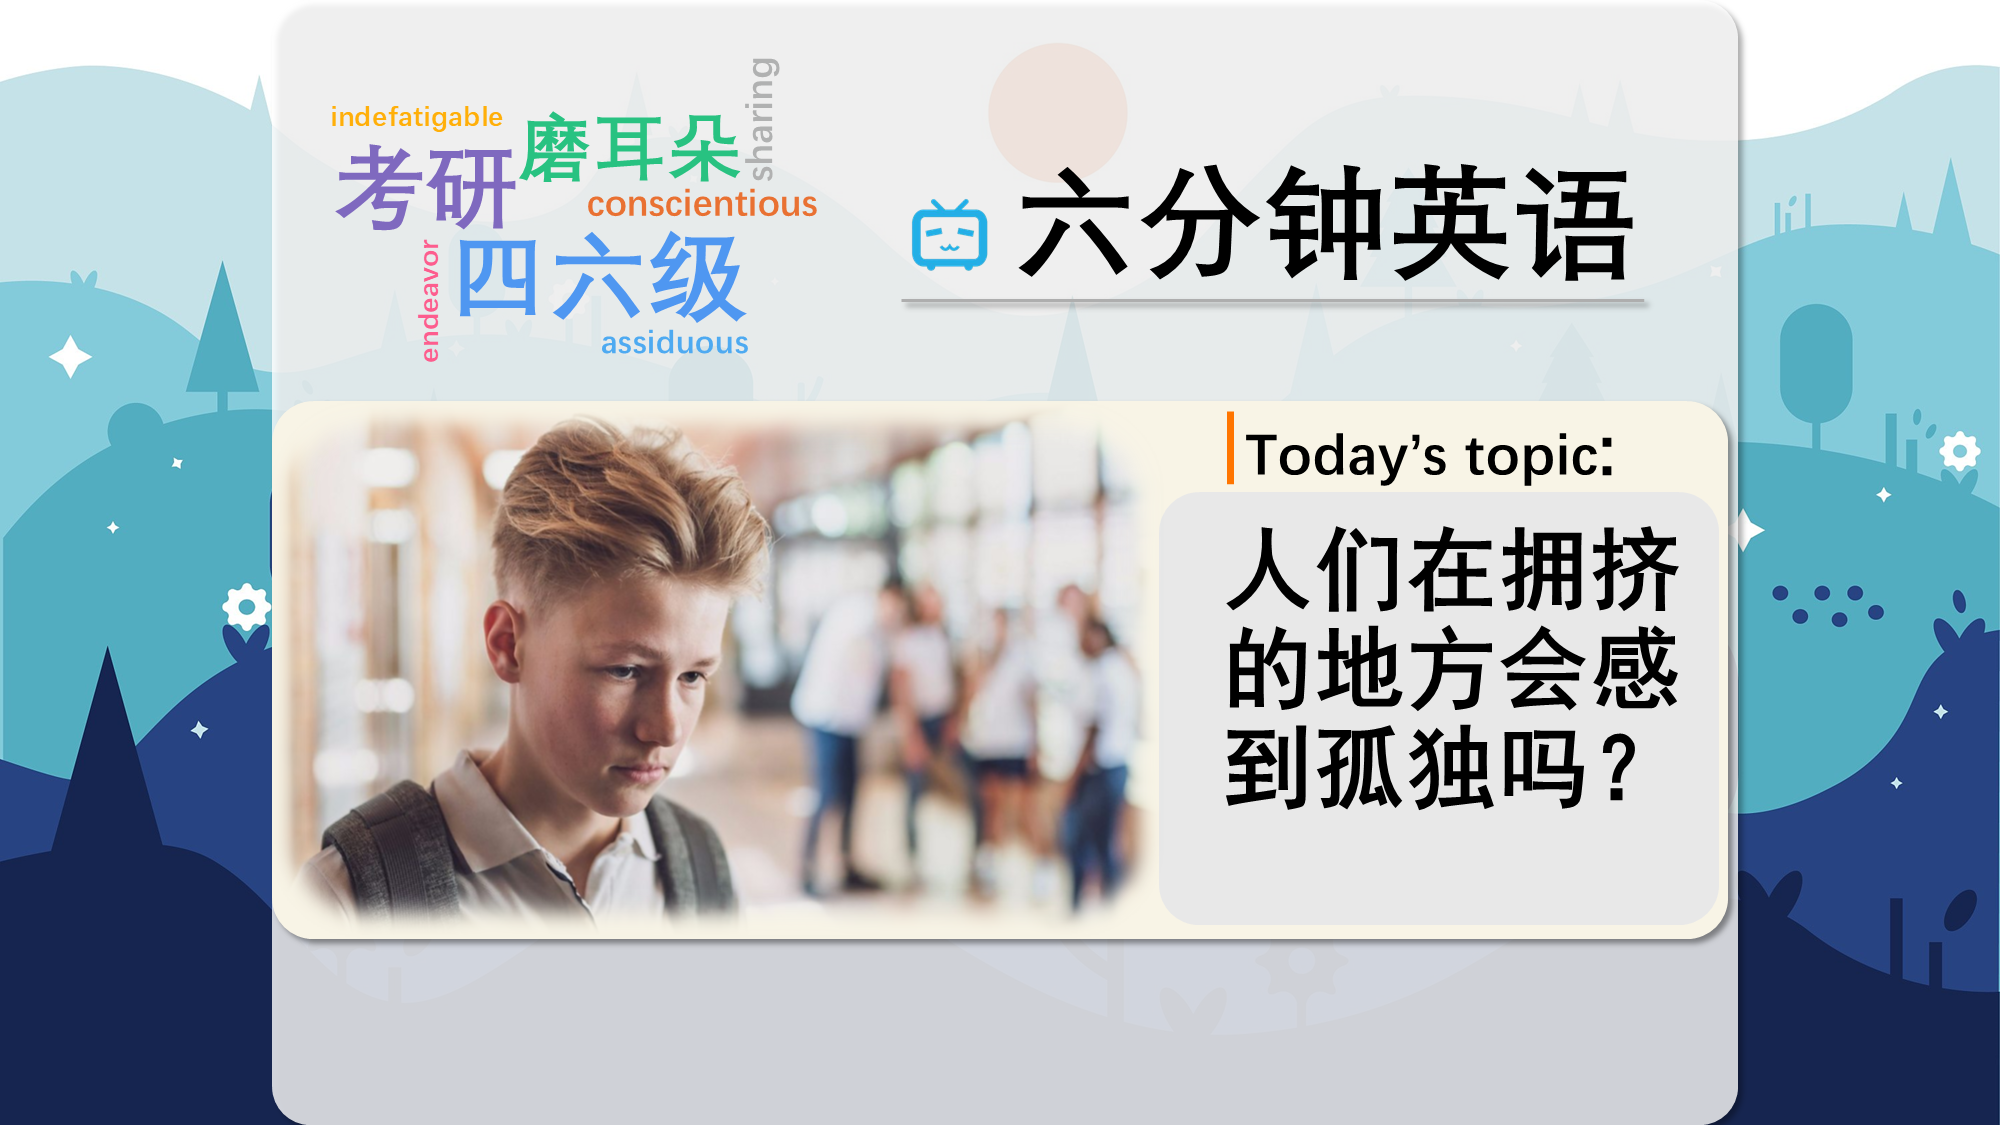 indefatigable
磨耳朵
sharing
考研
conscientious
endeavor
四六级
assiduous
六分钟英语
Today’s topic:
人们在拥挤
的地方会感
到孤独吗？